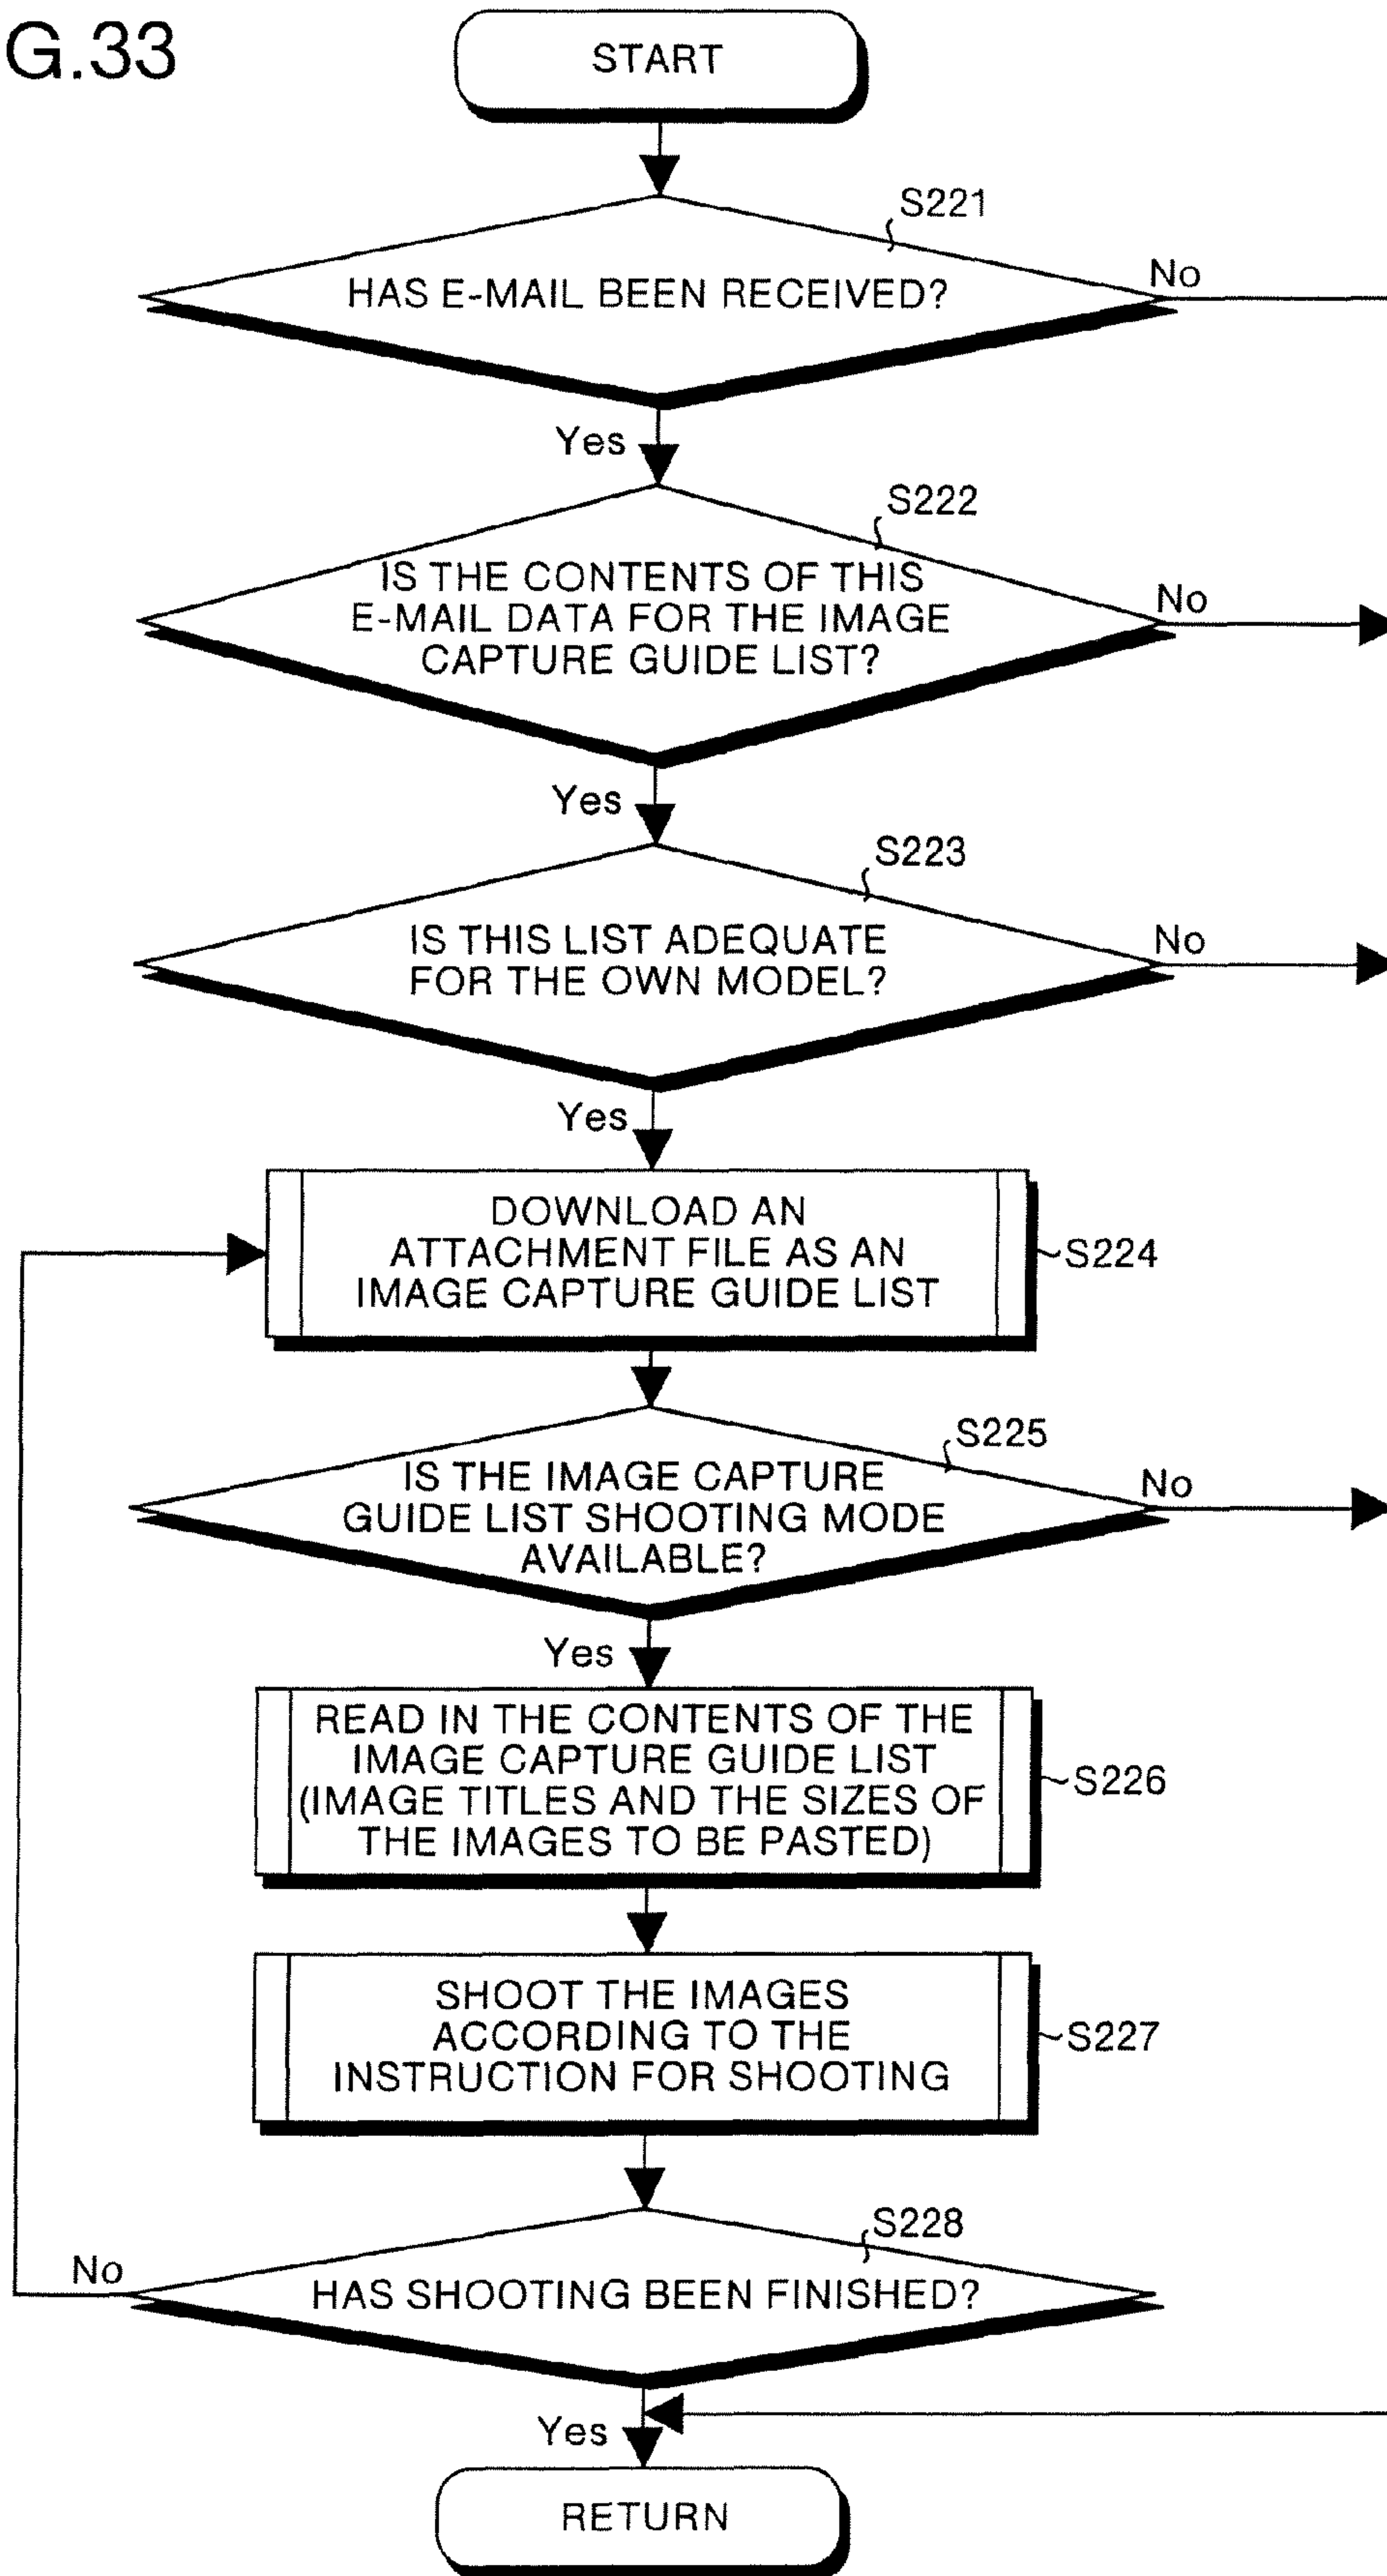 G.33
START
S221
HAS E-MAIL BEEN RECEIVED?
No
Yes
S222
IS THE CONTENTS OF THIS
E-MAIL DATA FOR THE IMAGE
CAPTURE GUIDE LIST?
No
Yes
S223
IS THIS LIST ADEQUATE
FOR THE OWN MODEL?
No
Yes
DOWNLOAD AN
ATTACHMENT FILE AS AN
IMAGE CAPTURE GUIDE LIST
S224
S225
IS THE IMAGE CAPTURE
GUIDE LIST SHOOTING MODE
AVAILABLE?
No
Yes
READ IN THE CONTENTS OF THE
IMAGE CAPTURE GUIDE LIST
(IMAGE TITLES AND THE SIZES OF
THE IMAGES TO BE PASTED)
S226
SHOOT THE IMAGES
ACCORDING TO THE
INSTRUCTION FOR SHOOTING
S227
S228
No
HAS SHOOTING BEEN FINISHED?
Yes
RETURN